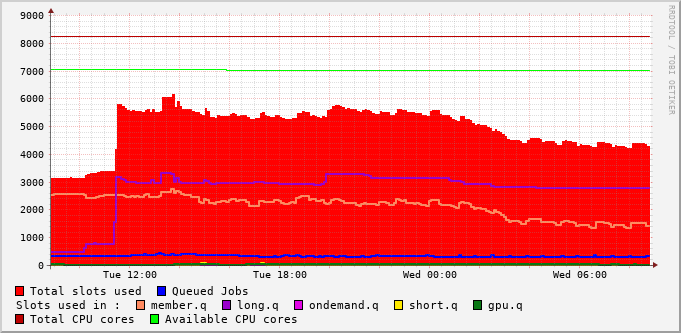 9000
8000
7000
6000
5000
4000
3000
2000
1000
0
Tue 12:00 Tue 18:00 Wed 00:00 Wed 06:00
RRDTOOL / TOBI OETIKER
Total slots used Queued Jobs
Slots used in : member.q long.q ondemand.q short.q gpu.q
Total CPU cores Available CPU cores